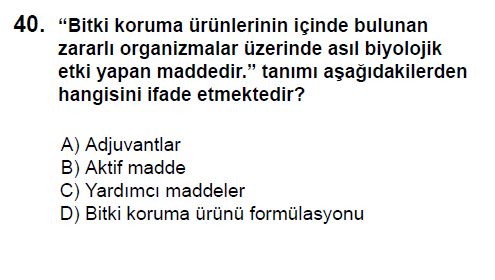 40. “Bitki koruma ürünlerinin içinde bulunan
zararlı organizmalar üzerinde asıl biyolojik
etki yapan maddedir.” tanımı aşağıdakilerden
hangisini ifade etmektedir?
A) Adjuvantlar
B) Aktif madde
C) Yardımcı maddeler
D) Bitki koruma ürünü formülasyonu